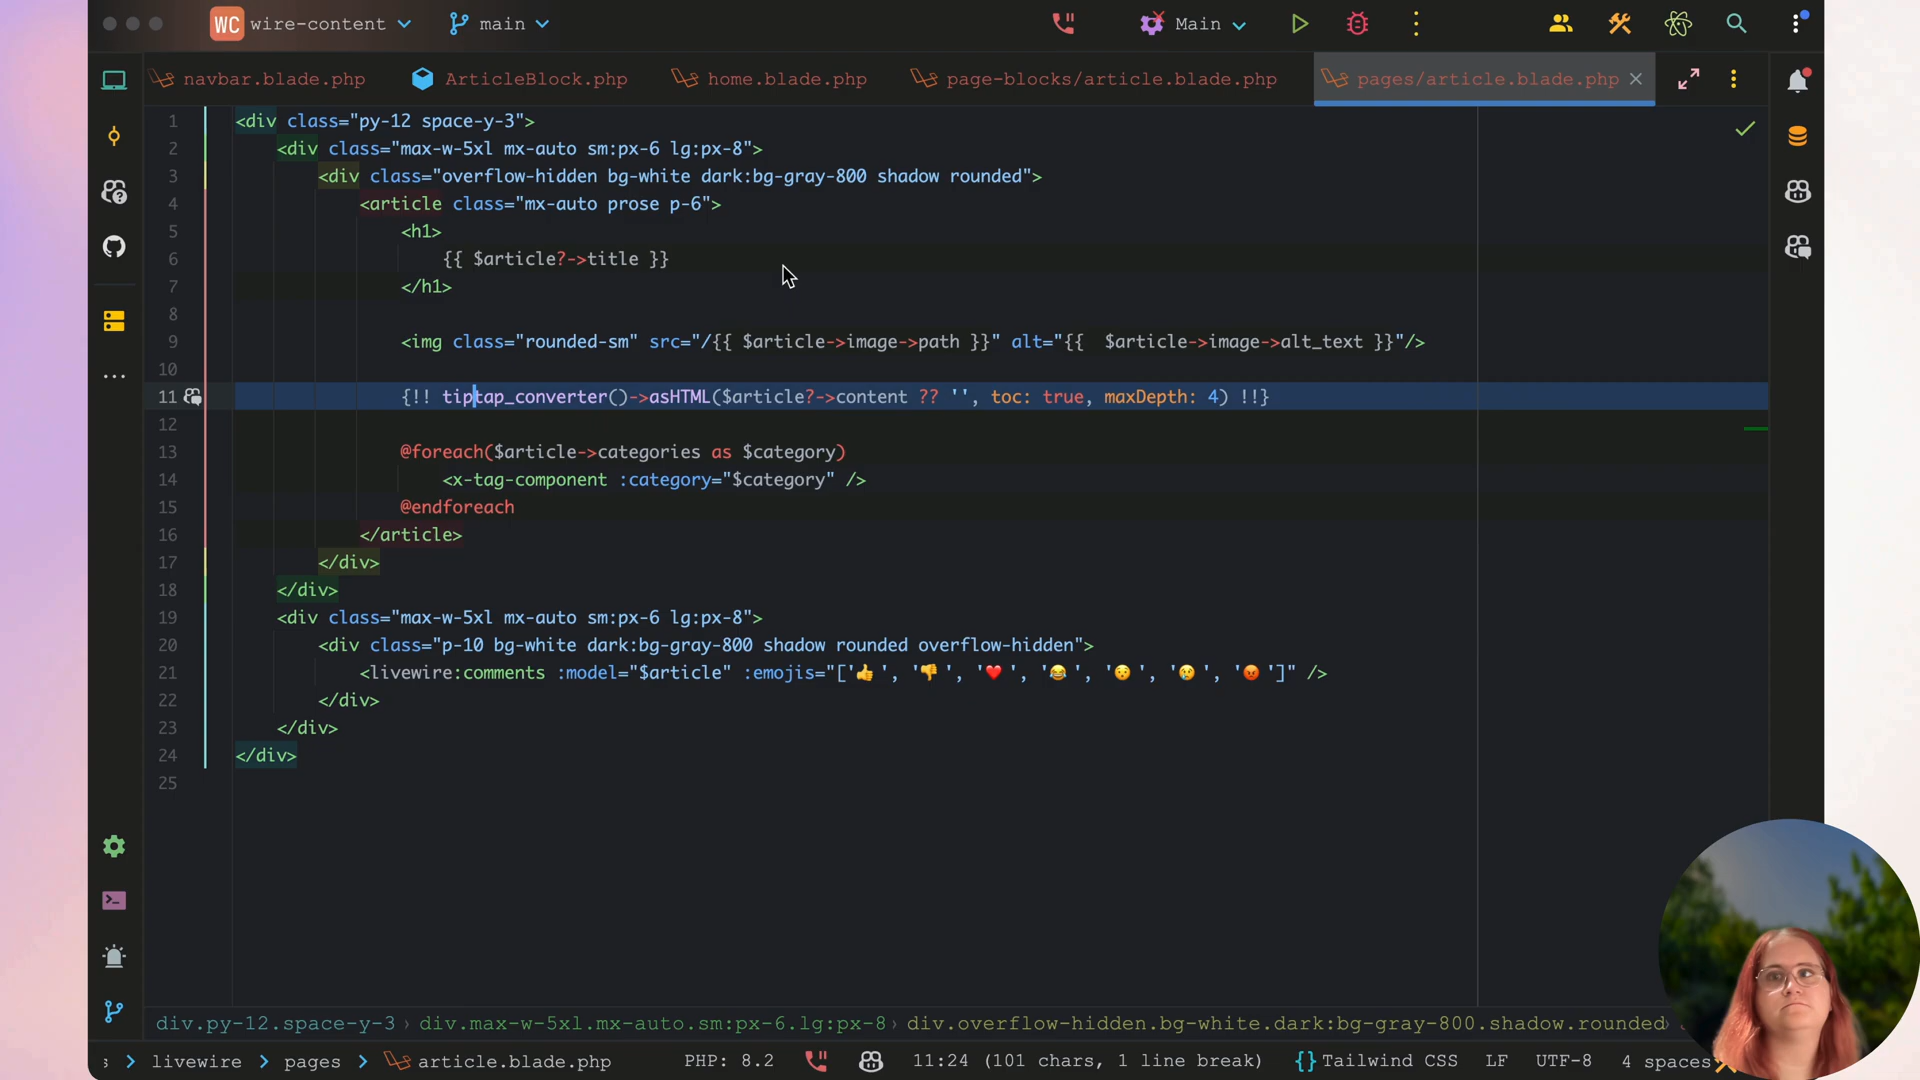 WC wire-content main Main
navbar.blade.php ArticleBlock.php home.blade.php page-blocks/article.blade.php pages/article.blade.php
1 <div class="py-12 space-y-3">
2 <div class="max-w-5xl mx-auto sm:px-6 lg:px-8">
3 <div class="overflow-hidden bg-white dark:bg-gray-800 shadow rounded">
4 <article class="mx-auto prose p-6">
5 <h1>
6 {{ $article?->title }}
7 </h1>
8
9 <img class="rounded-sm" src="/{{ $article->image->path }}" alt="{{  $article->image->alt_text }}"/>
10
11 {!! tiptap_converter()->asHTML($article?->content ?? '', toc: true, maxDepth: 4) !!}
12
13 @foreach($article->categories as $category)
14 <x-tag-component :category="$category" />
15 @endforeach
16 </article>
17 </div>
18 </div>
19 <div class="max-w-5xl mx-auto sm:px-6 lg:px-8">
20 <div class="p-10 bg-white dark:bg-gray-800 shadow rounded overflow-hidden">
21 <livewire:comments :model="$article" :emojis="['👍', '👎', '❤️', '😂', '😯', '😢', '😡']" />
22 </div>
23 </div>
24 </div>
25
div.py-12.space-y-3 › div.max-w-5xl.mx-auto.sm:px-6.lg:px-8 › div.overflow-hidden.bg-white.dark:bg-gray-800.shadow.rounded
s > livewire > pages > article.blade.php PHP: 8.2 11:24 (101 chars, 1 line break) {} Tailwind CSS LF UTF-8 4 spaces